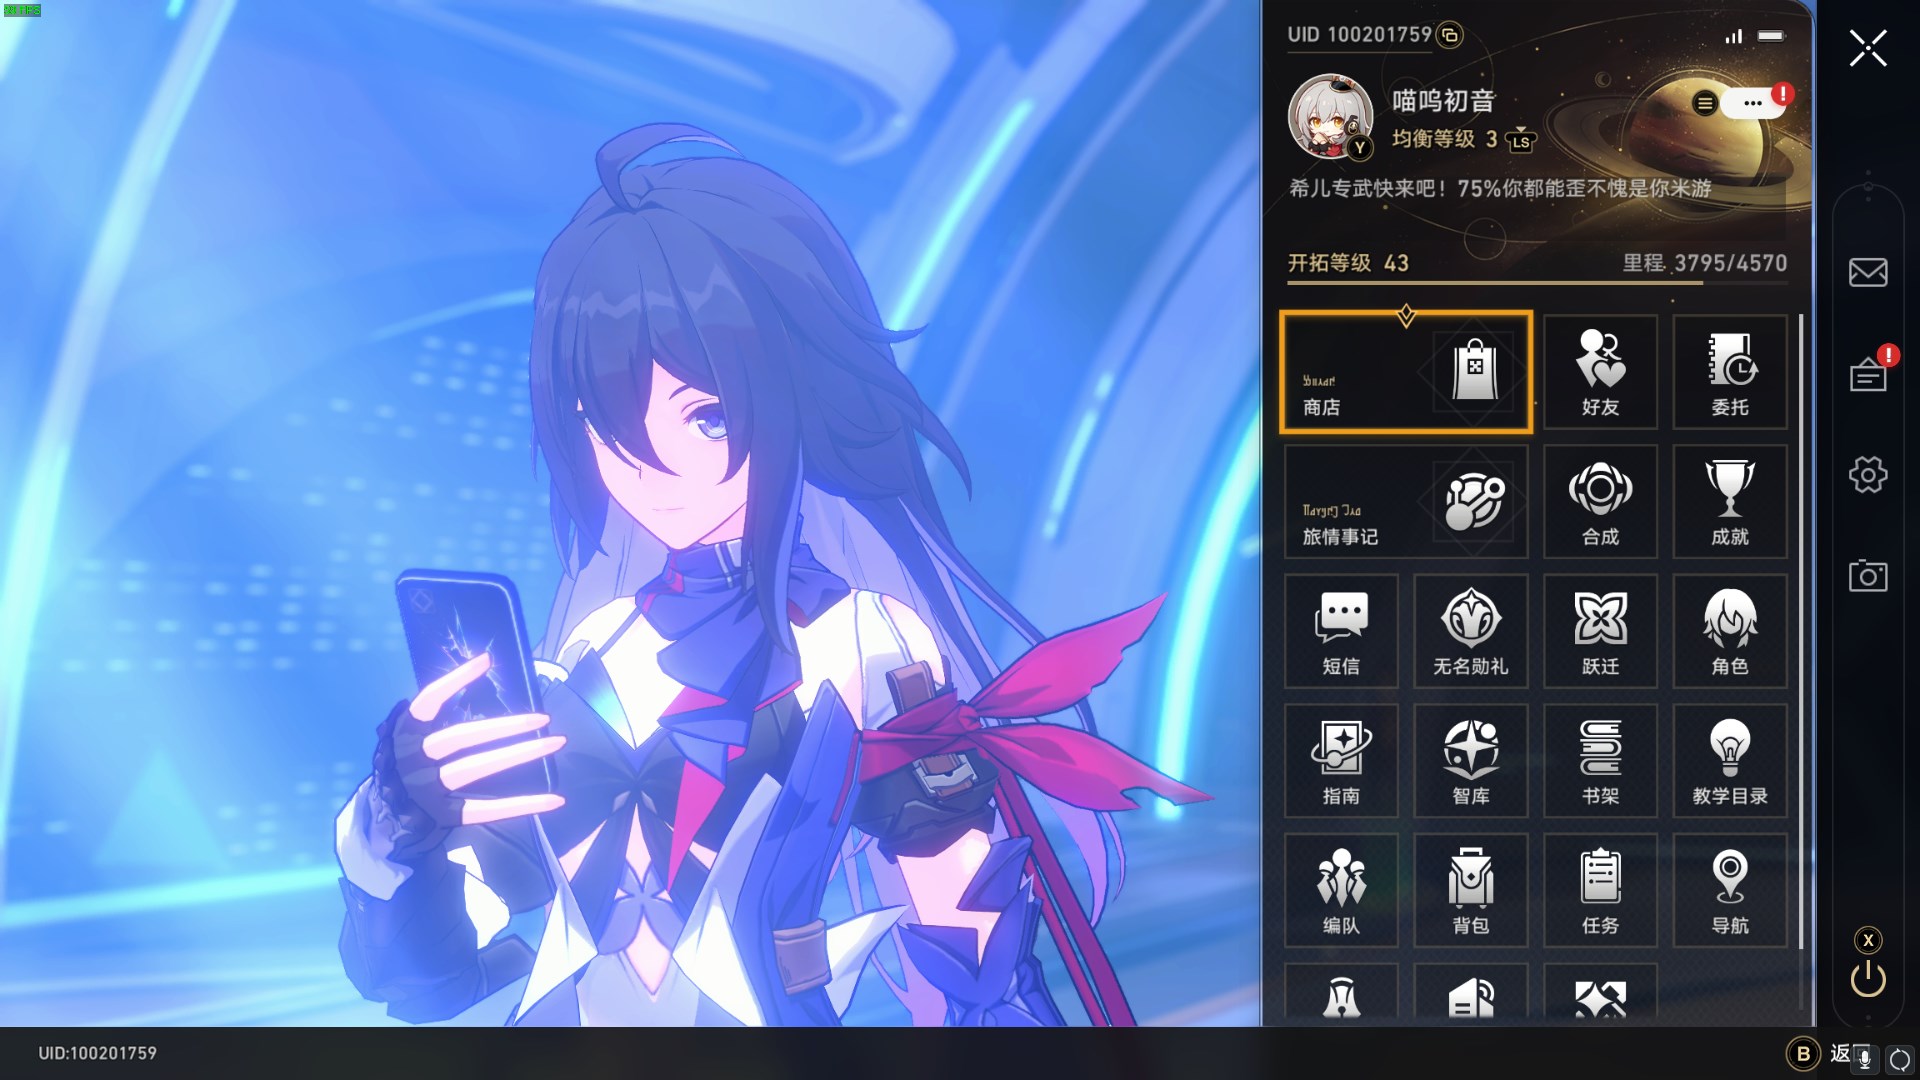 UID 100201759
喵呜初音
Y
均衡等级 3
LS
希儿专武快来吧！75%你都能歪不愧是你米游
开拓等级 43
里程 3795/4570
商店
好友
委托
旅情事记
合成
成就
短信
无名勋礼
跃迁
角色
指南
智库
书架
教学目录
编队
背包
任务
导航
X
UID:100201759
B
返